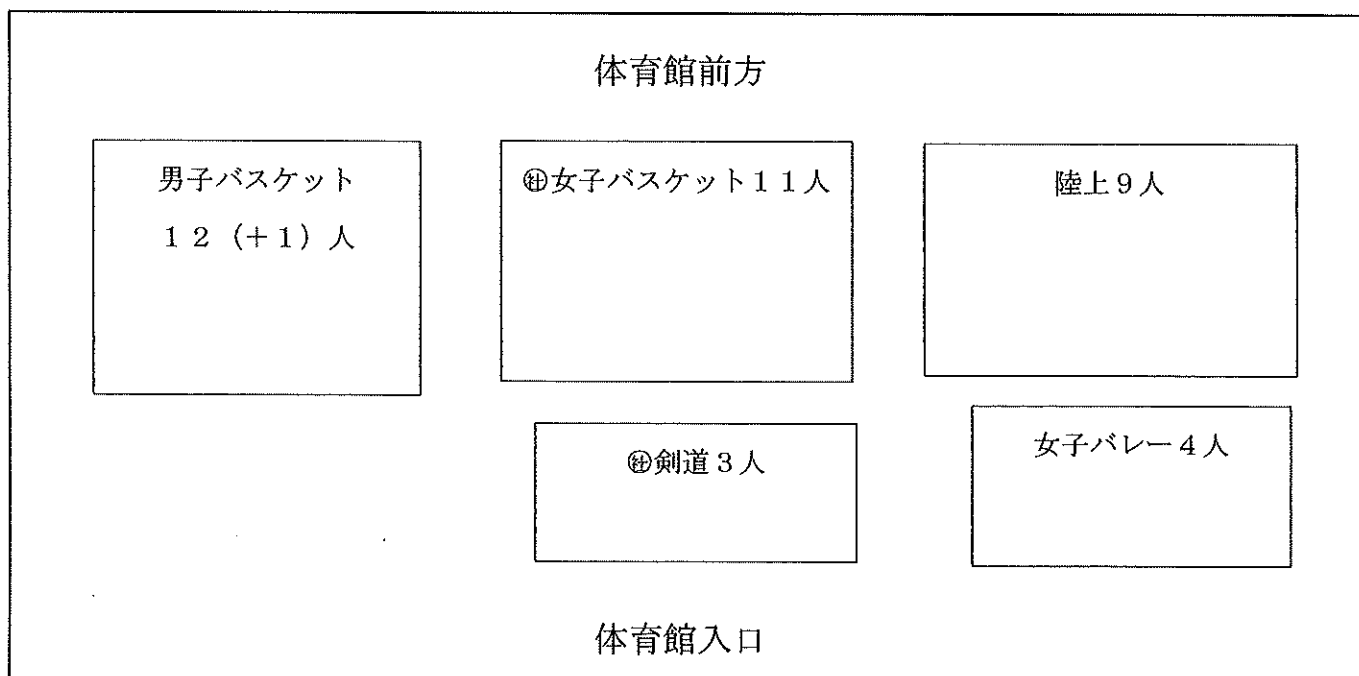 体育館前方
男子バスケット
１２（＋１）人
㊓女子バスケット１１人
陸上９人
㊓剣道３人
女子バレー４人
体育館入口